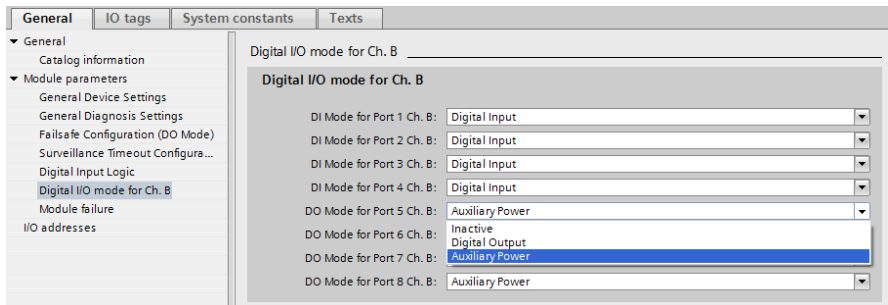 General
IO tags
System constants
Texts
General
Catalog information
Module parameters
General Device Settings
General Diagnosis Settings
Failsafe Configuration (DO Mode)
Surveillance Timeout Configura...
Digital Input Logic
Digital I/O mode for Ch. B
Module failure
I/O addresses
Digital I/O mode for Ch. B
Digital I/O mode for Ch. B
DI Mode for Port 1 Ch. B: Digital Input
DI Mode for Port 2 Ch. B: Digital Input
DI Mode for Port 3 Ch. B: Digital Input
DI Mode for Port 4 Ch. B: Digital Input
DO Mode for Port 5 Ch. B: Auxiliary Power
Inactive
DO Mode for Port 6 Ch. B: Digital Output
DO Mode for Port 7 Ch. B: Auxiliary Power
DO Mode for Port 8 Ch. B: Auxiliary Power